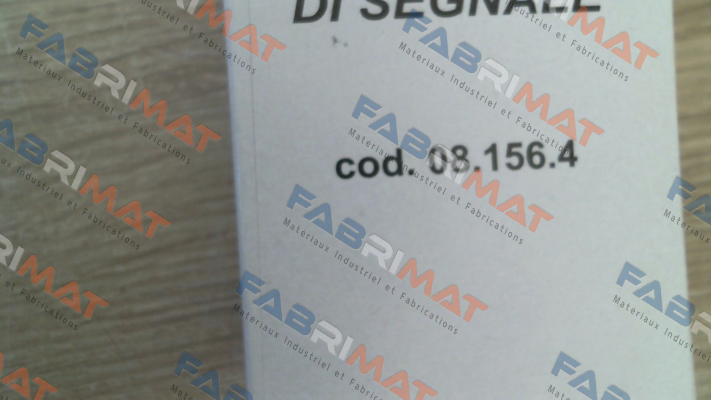 DI SEGNALE
cod. 08.156.4
FABRIMAT
Materiaux Industriel et Fabrications